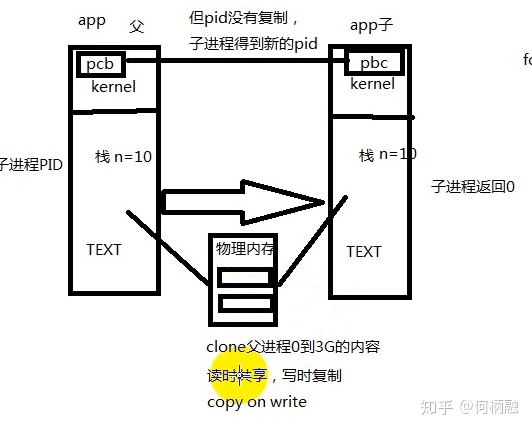 app
父
但pid没有复制，
子进程得到新的pid
app子
pcb
kernel
pbc
kernel
fo
子进程PID
栈 n=10
栈 n=10
子进程返回0
TEXT
物理内存
TEXT
clone父进程0到3G的内容
读时共享，写时复制
copy on write
知乎 @何柄融